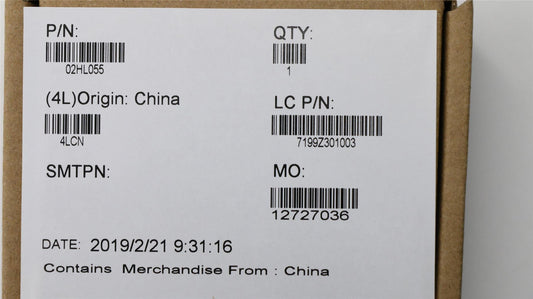 P/N:
02HL055
QTY:
1
(4L)Origin: China
4LCN
LC P/N:
7199Z301003
SMTPN:
MO:
12727036
DATE: 2019/2/21 9:31:16
Contains Merchandise From : China